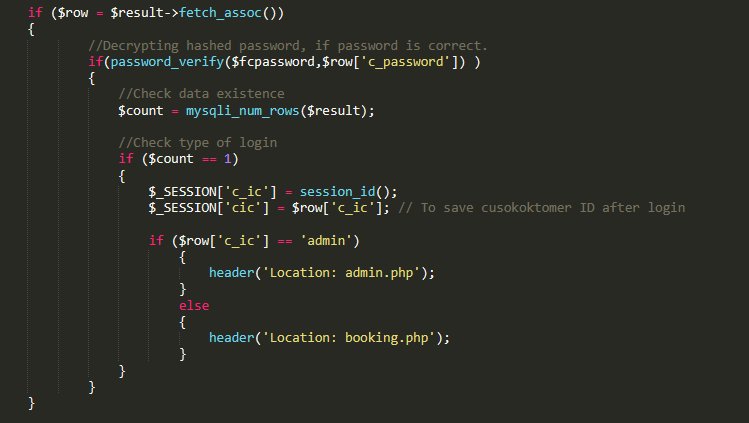 if ($row = $result->fetch_assoc())
{
//Decrypting hashed password, if password is correct.
if(password_verify($fcpassword,$row['c_password']) )
{
//Check data existence
$count = mysqli_num_rows($result);
//Check type of login
if ($count == 1)
{
$_SESSION['c_ic'] = session_id();
$_SESSION['cic'] = $row['c_ic']; // To save cusokoktomer ID after login
if ($row['c_ic'] == 'admin')
{
header('Location: admin.php');
}
else
{
header('Location: booking.php');
}
}
}
}